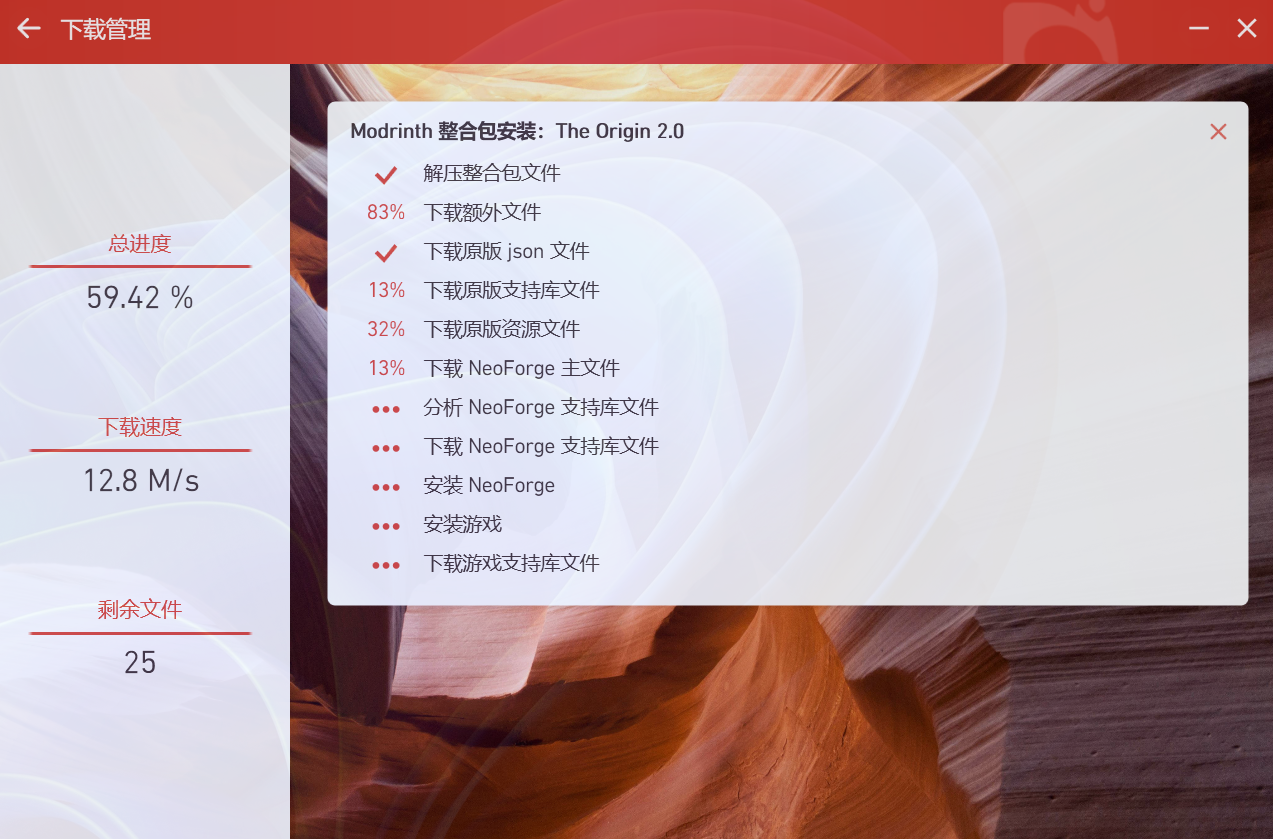 下载管理
总进度
59.42 %
下载速度
12.8 M/s
剩余文件
25
Modrinth 整合包安装：The Origin 2.0
解压整合包文件
83% 下载额外文件
下载原版 json 文件
13% 下载原版支持库文件
32% 下载原版资源文件
13% 下载 NeoForge 主文件
••• 分析 NeoForge 支持库文件
••• 下载 NeoForge 支持库文件
••• 安装 NeoForge
••• 安装游戏
••• 下载游戏支持库文件